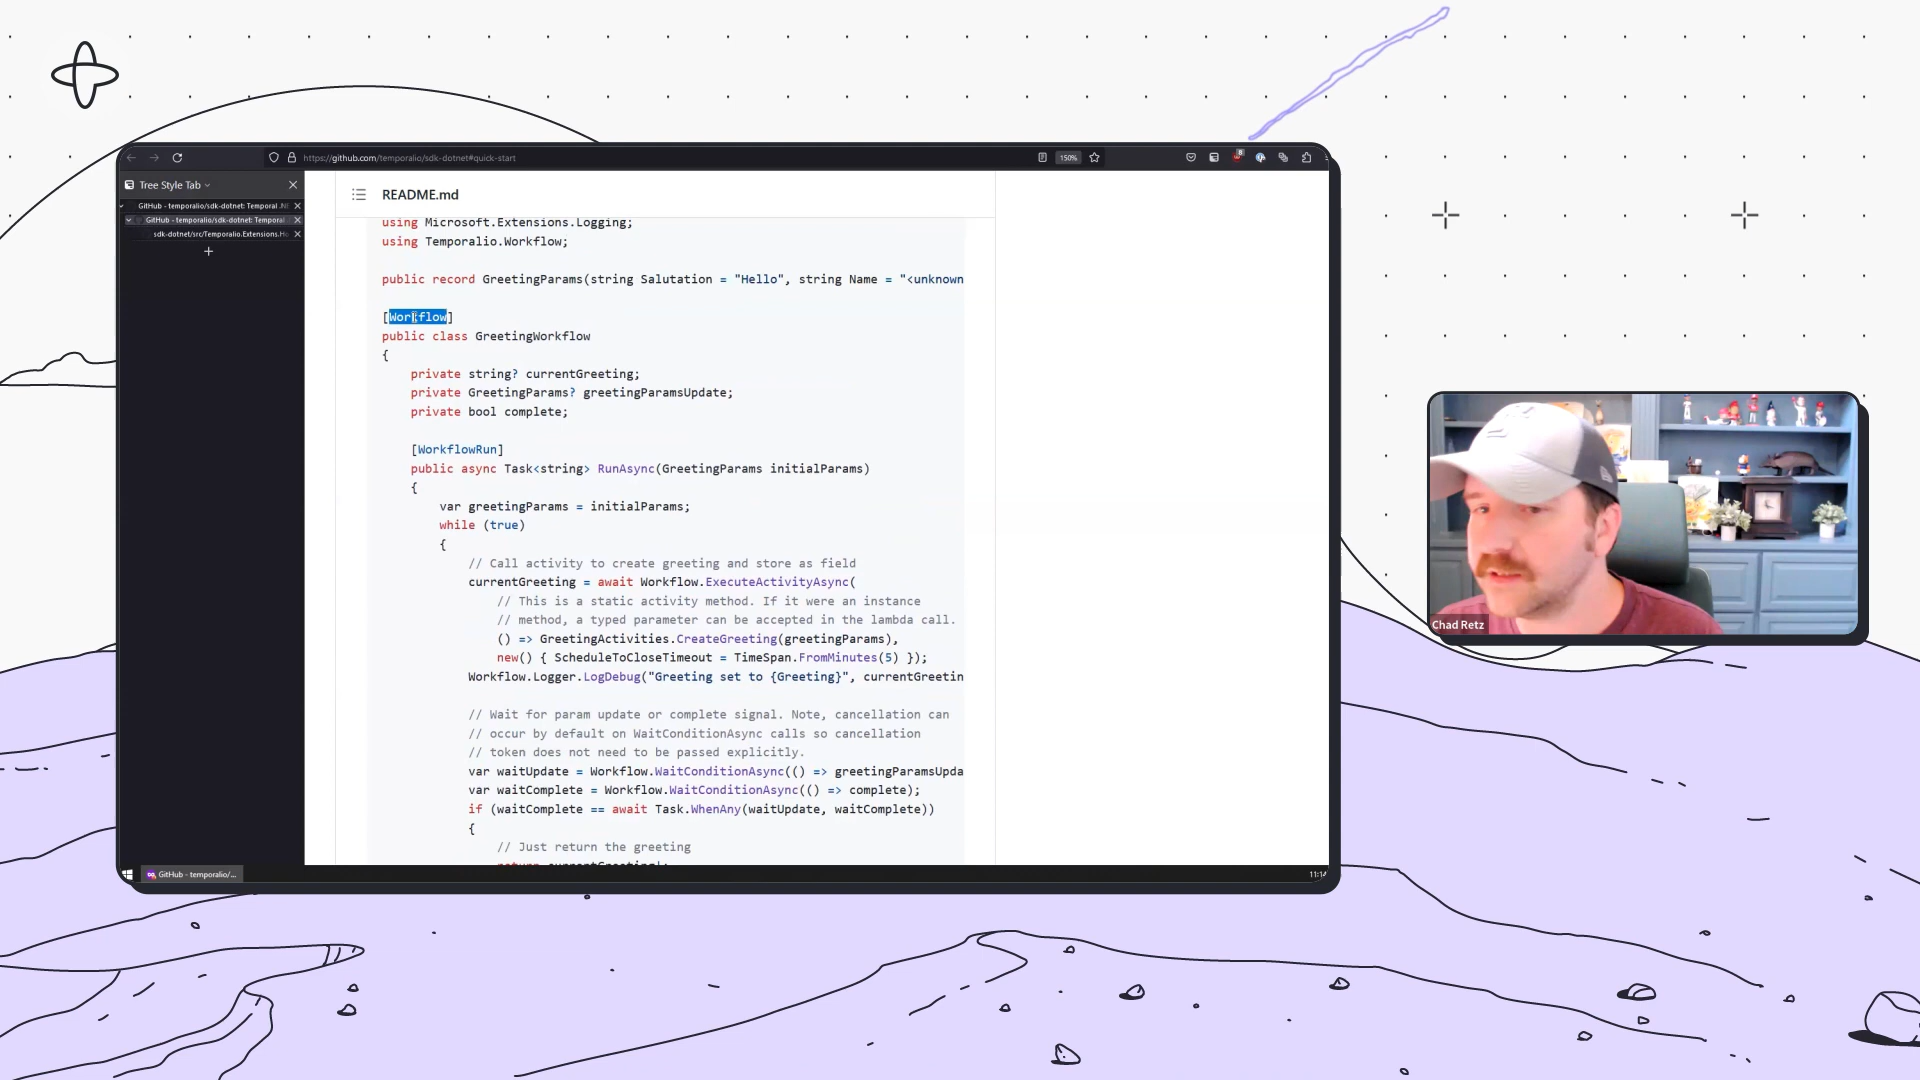 https://github.com/temporalio/sdk-dotnet#quick-start
150%
8
Tree Style Tab
GitHub - temporalio/sdk-dotnet: Temporal .NE
GitHub - temporalio/sdk-dotnet: Temporal
sdk-dotnet/src/Temporalio.Extensions.Ho
README.md
using Microsoft.Extensions.Logging;
using Temporalio.Workflow;
public record GreetingParams(string Salutation = "Hello", string Name = "<unknown
[Workflow]
public class GreetingWorkflow
{
private string? currentGreeting;
private GreetingParams? greetingParamsUpdate;
private bool complete;
[WorkflowRun]
public async Task<string> RunAsync(GreetingParams initialParams)
{
var greetingParams = initialParams;
while (true)
{
// Call activity to create greeting and store as field
currentGreeting = await Workflow.ExecuteActivityAsync(
// This is a static activity method. If it were an instance
// method, a typed parameter can be accepted in the lambda call.
() => GreetingActivities.CreateGreeting(greetingParams),
new() { ScheduleToCloseTimeout = TimeSpan.FromMinutes(5) });
Workflow.Logger.LogDebug("Greeting set to {Greeting}", currentGreetin
// Wait for param update or complete signal. Note, cancellation can
// occur by default on WaitConditionAsync calls so cancellation
// token does not need to be passed explicitly.
var waitUpdate = Workflow.WaitConditionAsync(() => greetingParamsUpda
var waitComplete = Workflow.WaitConditionAsync(() => complete);
if (waitComplete == await Task.WhenAny(waitUpdate, waitComplete))
{
// Just return the greeting
return currentGreeting!;
GitHub - temporalio/...
11:14
Chad Retz